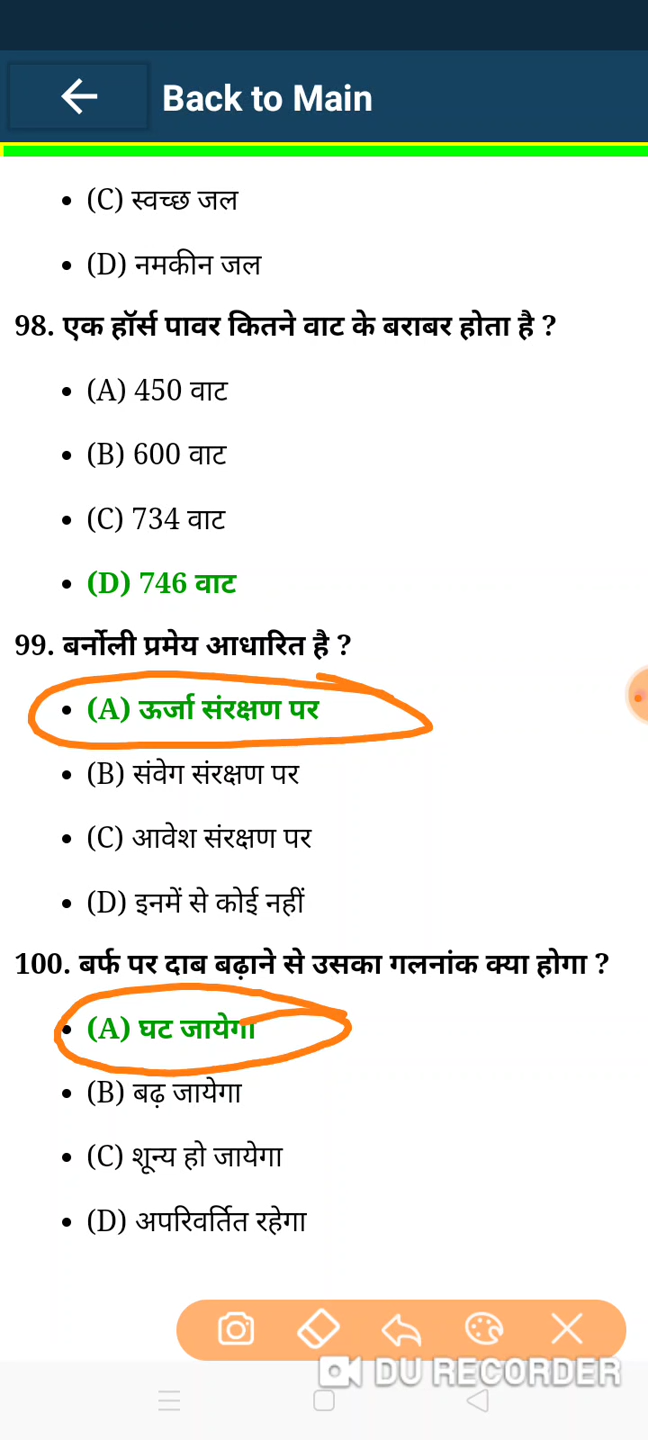 Back to Main
(C) स्वच्छ जल
(D) नमकीन जल
98. एक हॉर्स पावर कितने वाट के बराबर होता है ?
(A) 450 वाट
(B) 600 वाट
(C) 734 वाट
(D) 746 वाट
99. बर्नोली प्रमेय आधारित है ?
(A) ऊर्जा संरक्षण पर
(B) संवेग संरक्षण पर
(C) आवेश संरक्षण पर
(D) इनमें से कोई नहीं
100. बर्फ पर दाब बढ़ाने से उसका गलनांक क्या होगा ?
(A) घट जायेगा
(B) बढ़ जायेगा
(C) शून्य हो जायेगा
(D) अपरिवर्तित रहेगा
DU RECORDER